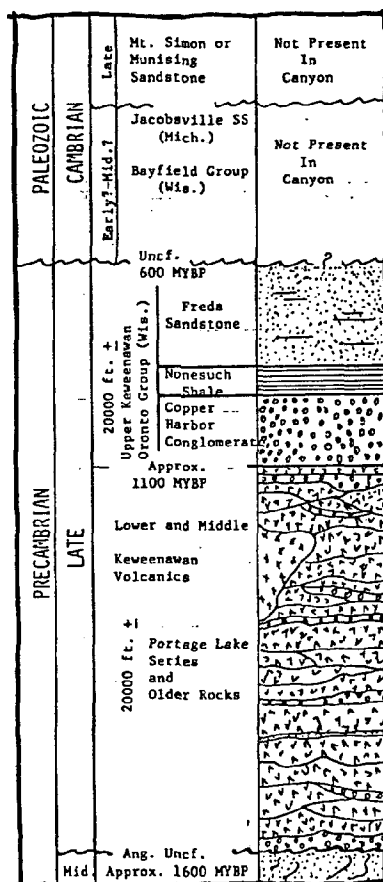 PALEOZOIC
CAMBRIAN
Late
Mt. Simon or
Munising
Sandstone
Not Present
In
Canyon
Early?-Mid.?
Jacobsville SS
(Mich.)
Bayfield Group
(Wis.)
Not Present
In
Canyon
Uncf.
600 MYBP
?
PRECAMBRIAN
LATE
20000 ft. ±
Upper Keweenawan
Oronto Group (Wis.)
Freda
Sandstone
Nonesuch
Shale
Copper
Harbor
Conglomerate
Approx.
1100 MYBP
Lower and Middle
Keweenawan
Volcanics
20000 ft. ±
Portage Lake
Series
and
Older Rocks
Ang. Uncf.
Mid. Approx. 1600 MYBP